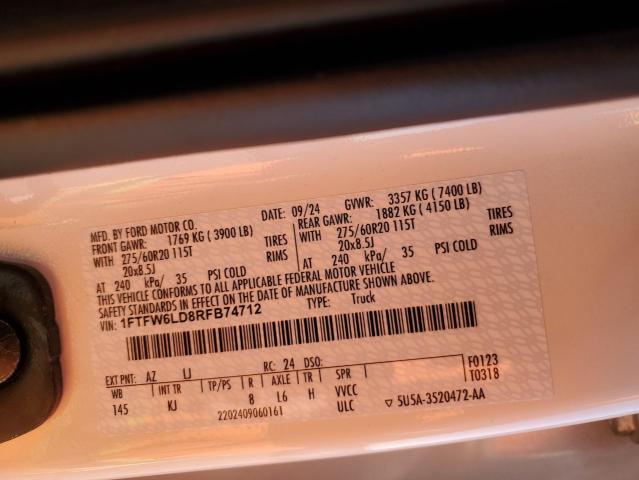 MFD. BY FORD MOTOR CO.
DATE: 09/24 GVWR: 3357 KG ( 7400 LB)
FRONT GAWR: 1769 KG ( 3900 LB) REAR GAWR: 1882 KG ( 4150 LB)
WITH 275/60R20 115T TIRES WITH 275/60R20 115T TIRES
20x8.5J RIMS 20x8.5J RIMS
AT 240 kPa/ 35 PSI COLD AT 240 kPa/ 35 PSI COLD
THIS VEHICLE CONFORMS TO ALL APPLICABLE FEDERAL MOTOR VEHICLE
SAFETY STANDARDS IN EFFECT ON THE DATE OF MANUFACTURE SHOWN ABOVE.
VIN: 1FTFW6LD8RFB74712 TYPE: Truck
EXT PNT: AZ LJ RC: 24 DSO: F0123
WB INT TR TP/PS R AXLE TR SPR T0318
145 KJ 8 L6 H VVCC
2202409060161 ULC ▽ 5U5A-3520472-AA